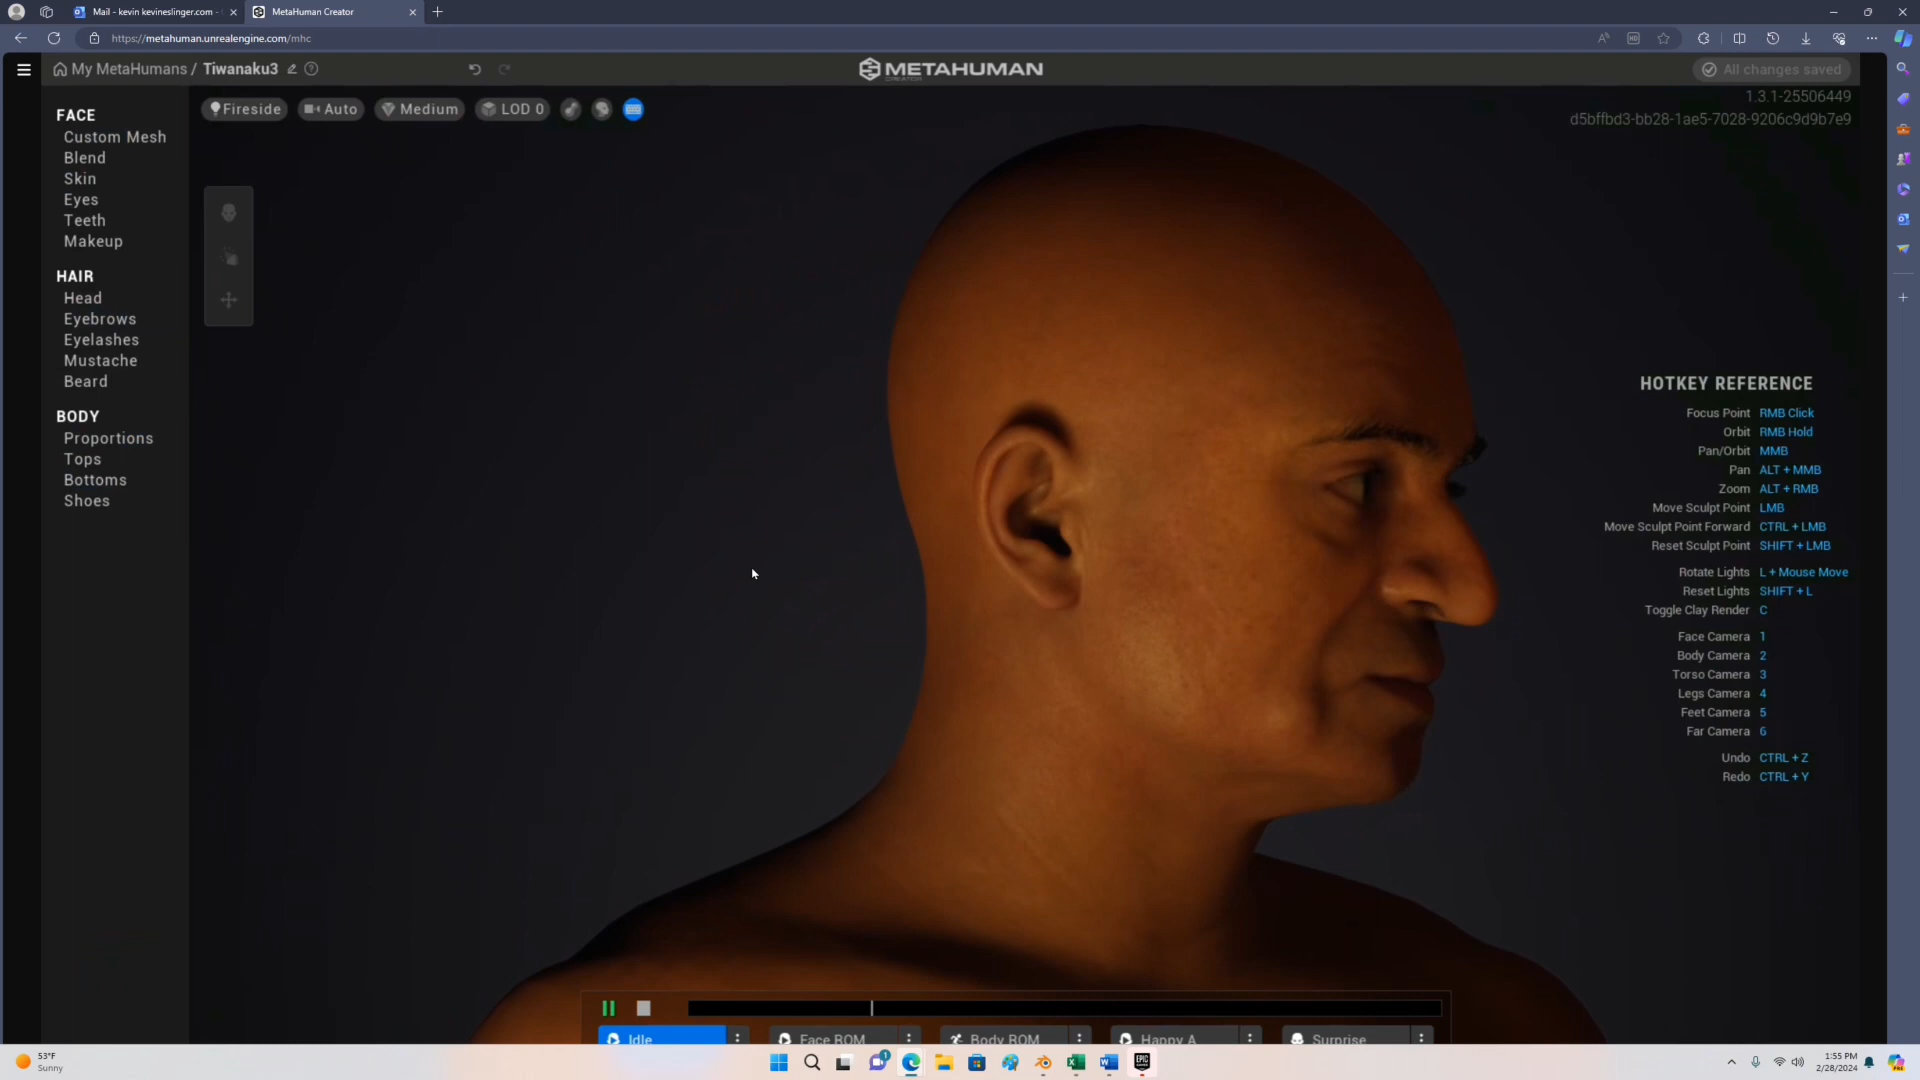 Mail - kevin kevineslinger.com -
MetaHuman Creator
https://metahuman.unrealengine.com/mhc
My MetaHumans / Tiwanaku3
METAHUMAN
CREATOR
All changes saved
1.3.1-25506449
d5bffbd3-bb28-1ae5-7028-9206c9d9b7e9
Fireside
Auto
Medium
LOD 0
FACE
Custom Mesh
Blend
Skin
Eyes
Teeth
Makeup
HAIR
Head
Eyebrows
Eyelashes
Mustache
Beard
BODY
Proportions
Tops
Bottoms
Shoes
HOTKEY REFERENCE
Focus Point RMB Click
Orbit RMB Hold
Pan/Orbit MMB
Pan ALT + MMB
Zoom ALT + RMB
Move Sculpt Point LMB
Move Sculpt Point Forward CTRL + LMB
Reset Sculpt Point SHIFT + LMB
Rotate Lights L + Mouse Move
Reset Lights SHIFT + L
Toggle Clay Render C
Face Camera 1
Body Camera 2
Torso Camera 3
Legs Camera 4
Feet Camera 5
Far Camera 6
Undo CTRL + Z
Redo CTRL + Y
Idle
Face ROM
Body ROM
Happy A
Surprise
53°F
Sunny
1:55 PM
2/28/2024